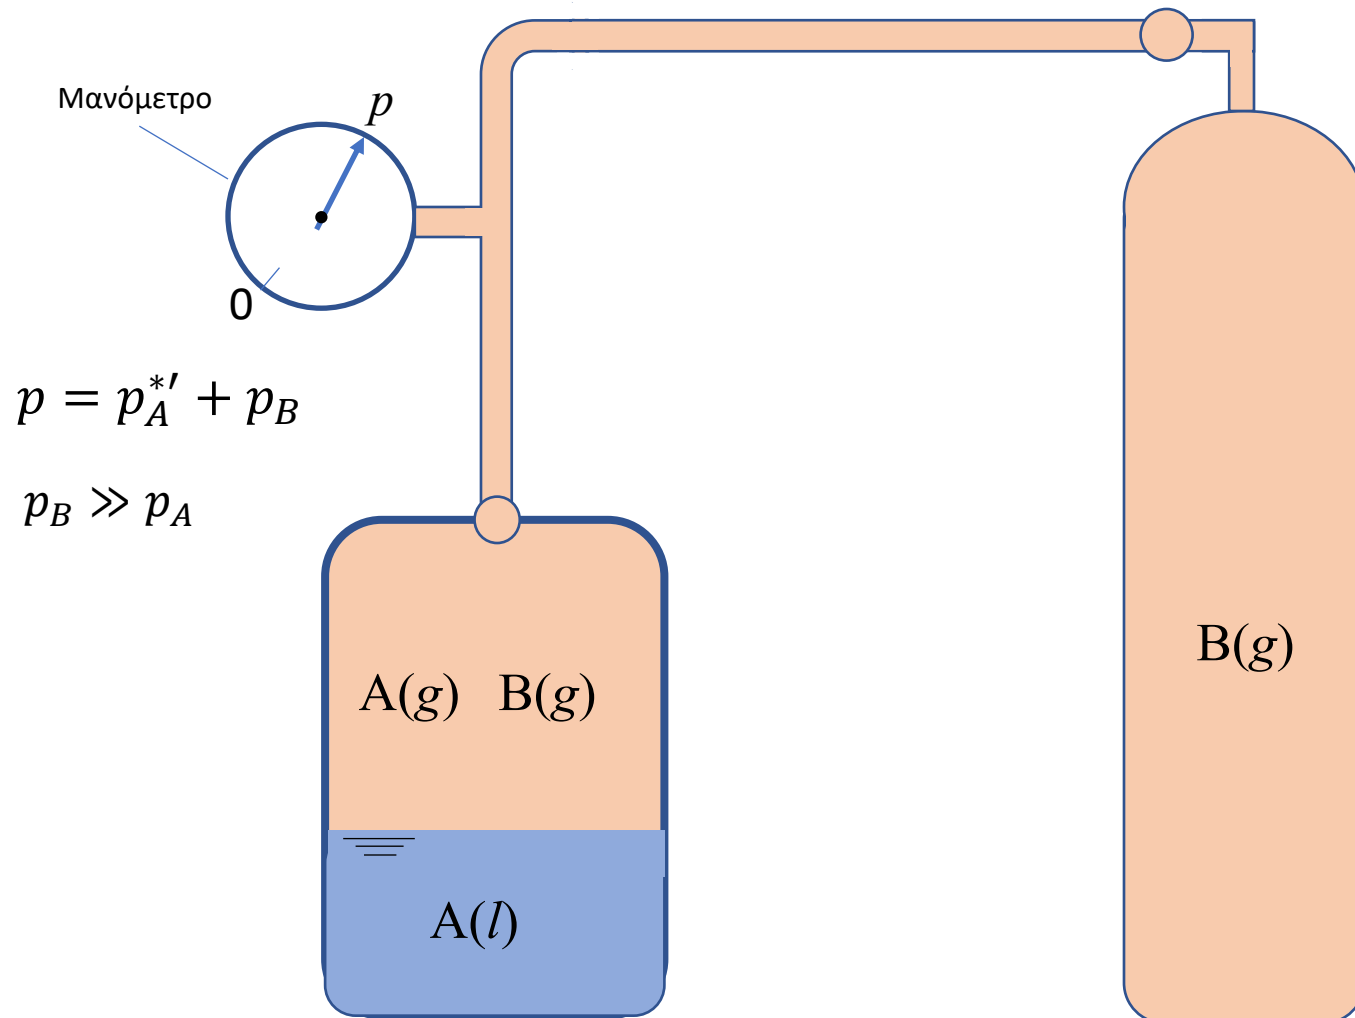 Μανόμετρο
p
0
p = p_A^{*′} + p_B
p_B ≫ p_A
A(g) B(g)
B(g)
A(l)